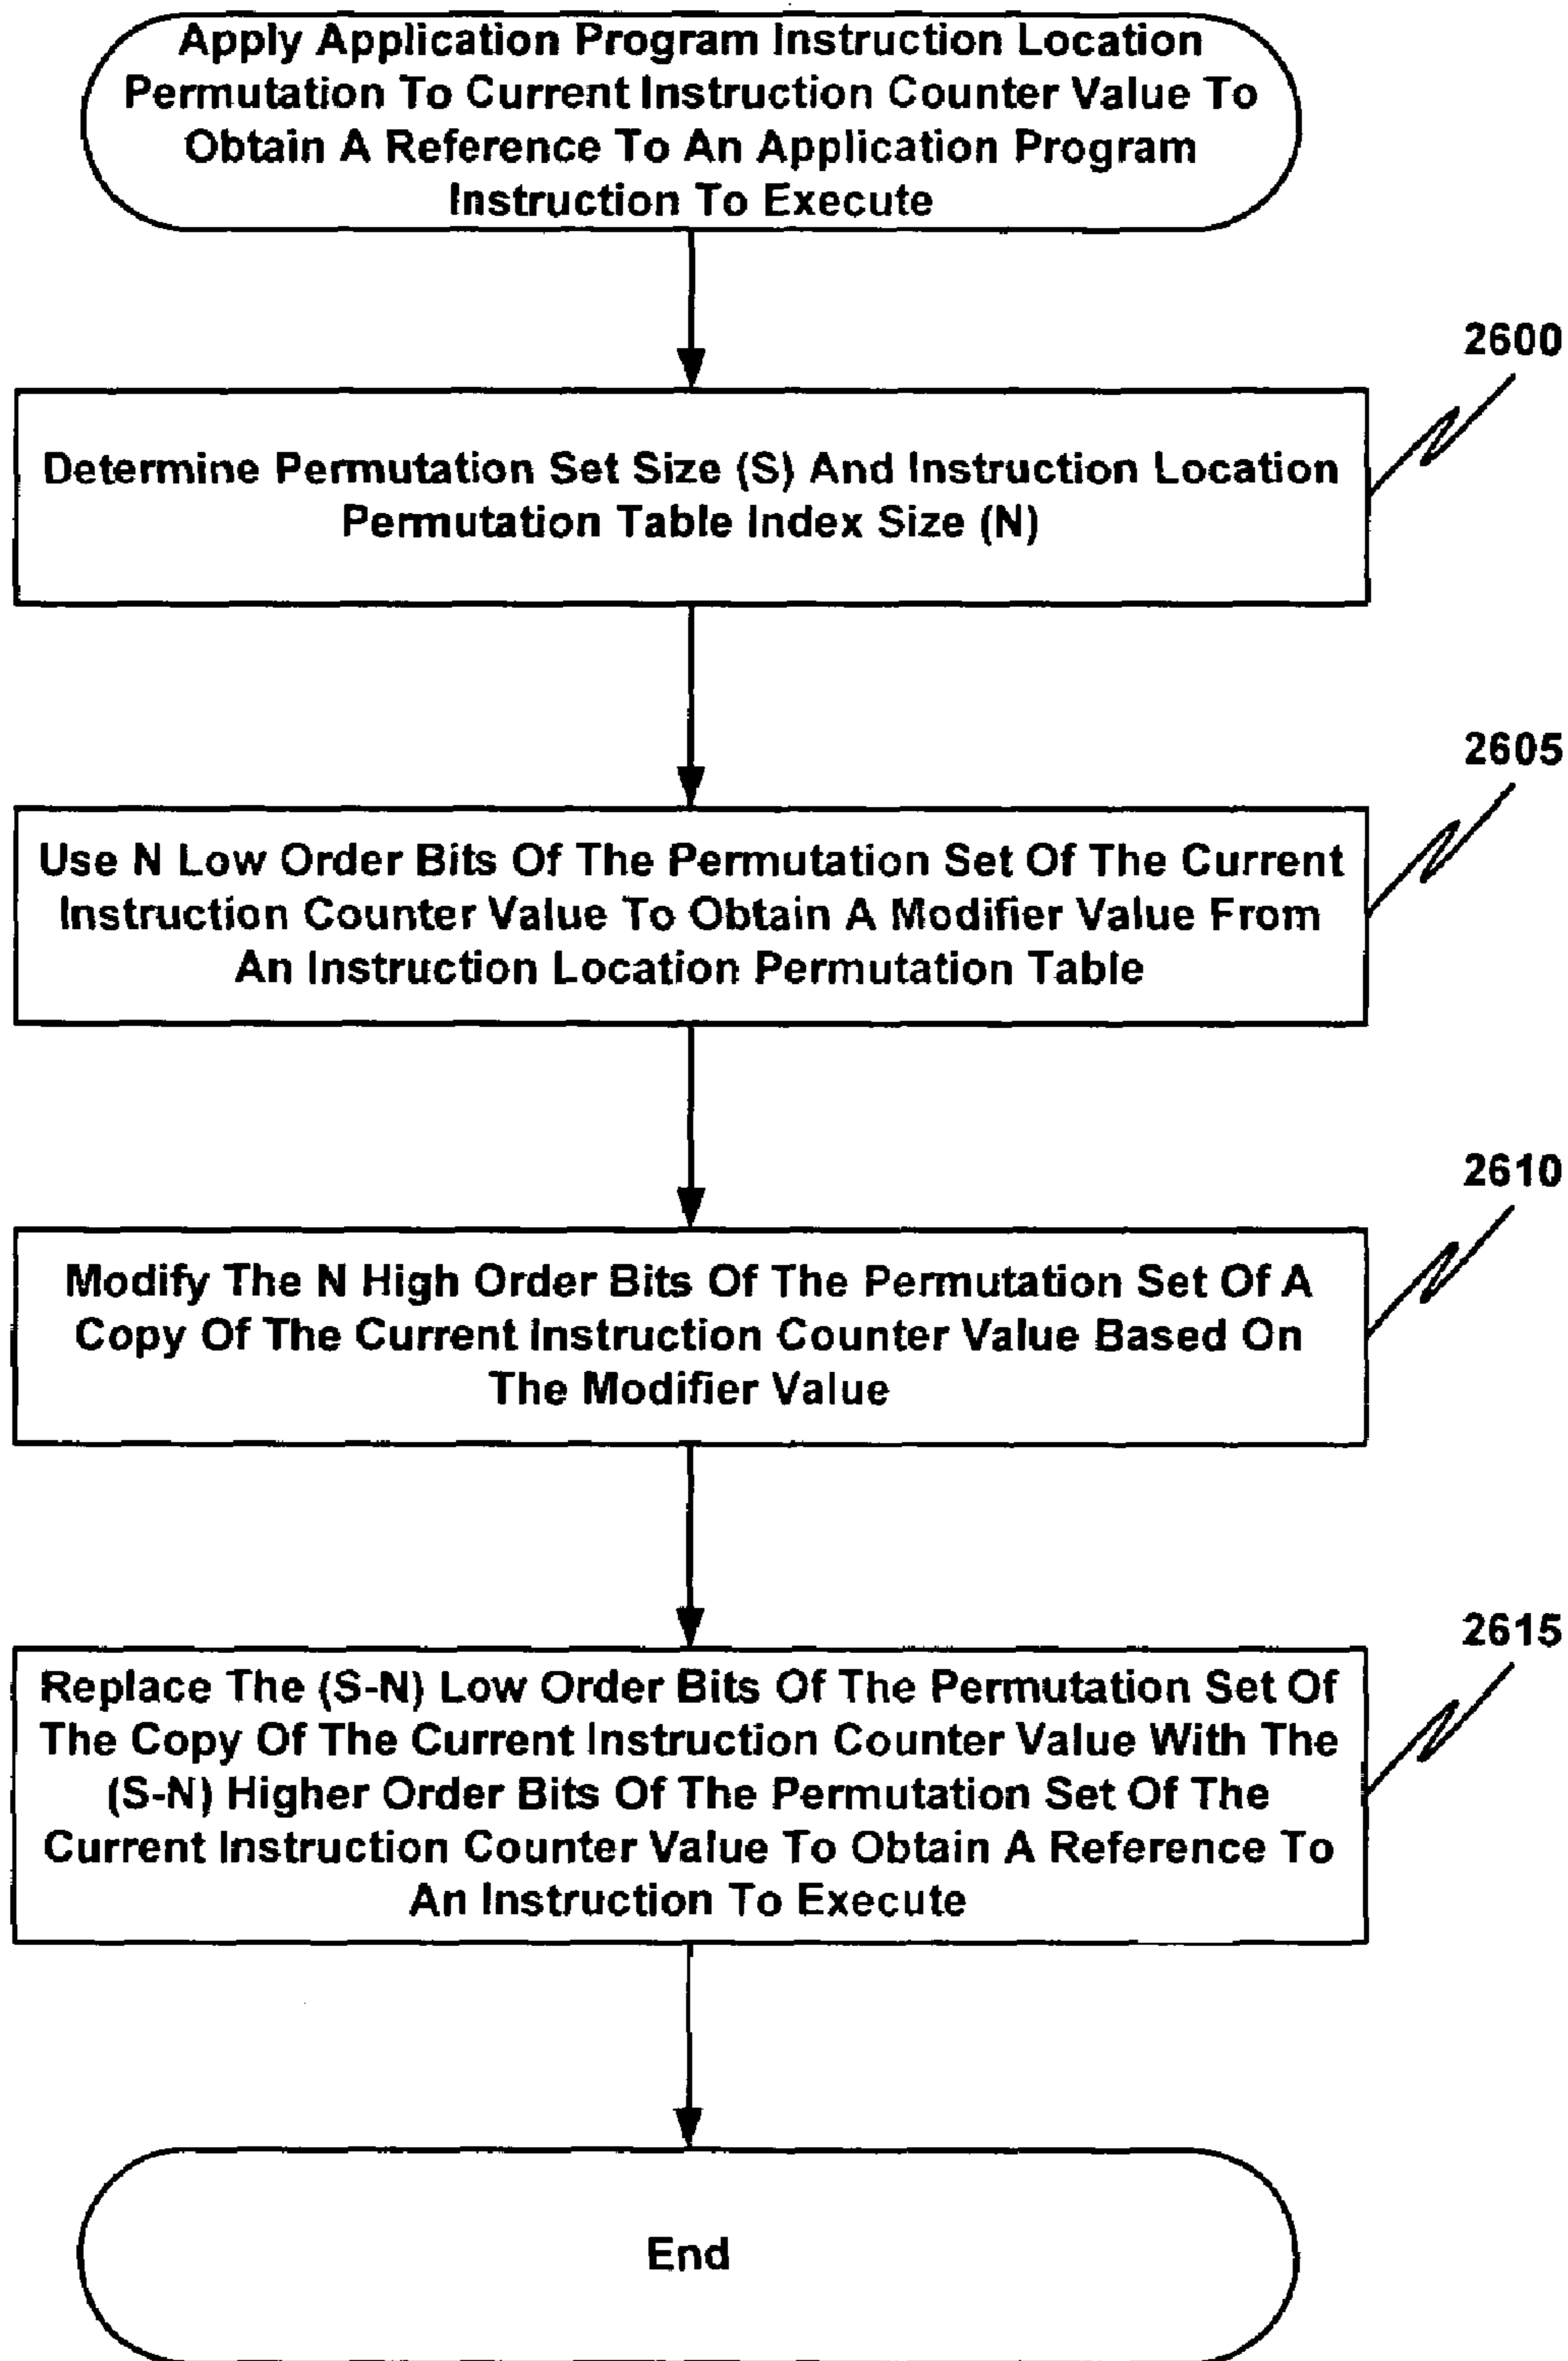 Apply Application Program Instruction Location
Permutation To Current Instruction Counter Value To
Obtain A Reference To An Application Program
Instruction To Execute
2600
Determine Permutation Set Size (S) And Instruction Location
Permutation Table Index Size (N)
2605
Use N Low Order Bits Of The Permutation Set Of The Current
Instruction Counter Value To Obtain A Modifier Value From
An Instruction Location Permutation Table
2610
Modify The N High Order Bits Of The Permutation Set Of A
Copy Of The Current Instruction Counter Value Based On
The Modifier Value
2615
Replace The (S-N) Low Order Bits Of The Permutation Set Of
The Copy Of The Current Instruction Counter Value With The
(S-N) Higher Order Bits Of The Permutation Set Of The
Current Instruction Counter Value To Obtain A Reference To
An Instruction To Execute
End